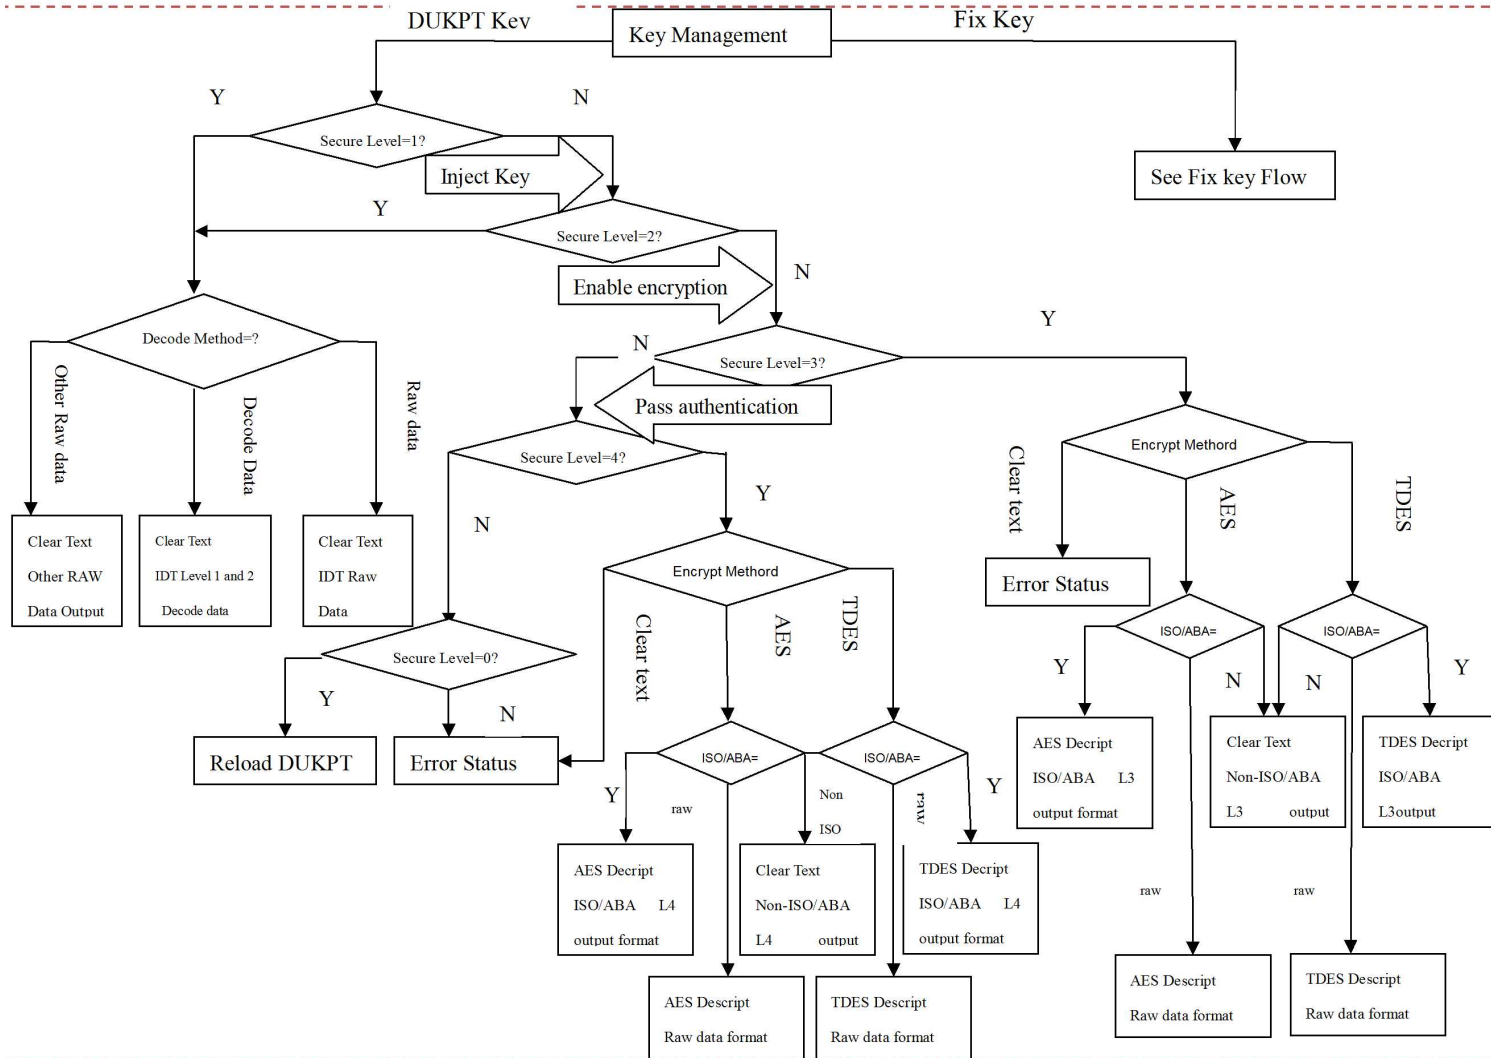 DUKPT Key
Key Management
Fix Key
Y
N
Secure Level=1?
Inject Key
See Fix key Flow
Y
Secure Level=2?
N
Enable encryption
Y
Decode Method=?
N
Secure Level=3?
Other Raw data
Decode Data
Raw data
Pass authentication
Secure Level=4?
Encrypt Methord
Clear text
AES
TDES
Y
N
Clear Text
Other RAW
Data Output
Clear Text
IDT Level 1 and 2
Decode data
Clear Text
IDT Raw
Data
Encrypt Methord
Error Status
Clear text
AES
TDES
ISO/ABA=
ISO/ABA=
Secure Level=0?
Y
N
N
Y
Y
N
Reload DUKPT
Error Status
ISO/ABA=
ISO/ABA=
AES Decript
ISO/ABA L3
output format
Clear Text
Non-ISO/ABA
L3 output
TDES Decript
ISO/ABA
L3output
Y
raw
Non
ISO
raw
Y
AES Decript
ISO/ABA L4
output format
Clear Text
Non-ISO/ABA
L4 output
TDES Decript
ISO/ABA L4
output format
raw
raw
AES Descript
Raw data format
TDES Descript
Raw data format
AES Descript
Raw data format
TDES Descript
Raw data format